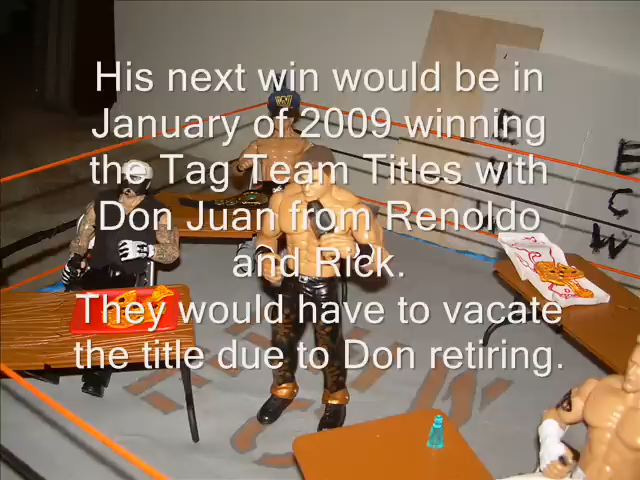 His next win would be in
January of 2009 winning
the Tag Team Titles with
Don Juan from Renoldo
and Rick.
They would have to vacate
the title due to Don retiring.
E
C
W